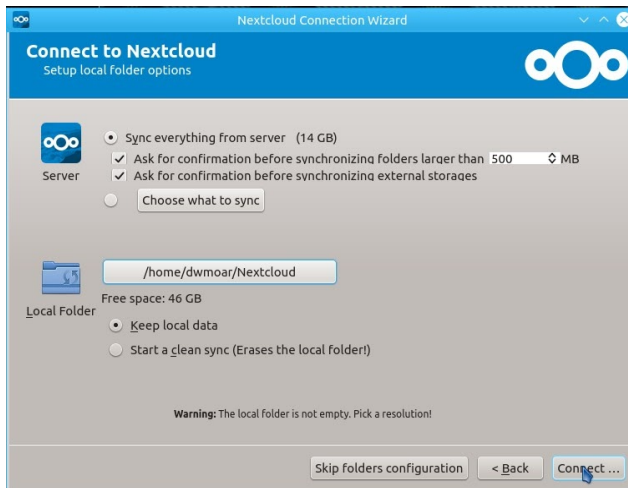 Nextcloud Connection Wizard
Connect to Nextcloud
Setup local folder options
Sync everything from server (14 GB)
Ask for confirmation before synchronizing folders larger than 500 MB
Server
Ask for confirmation before synchronizing external storages
Choose what to sync
/home/dwmoar/Nextcloud
Free space: 46 GB
Local Folder
Keep local data
Start a clean sync (Erases the local folder!)
Warning: The local folder is not empty. Pick a resolution!
Skip folders configuration < Back Connect ...